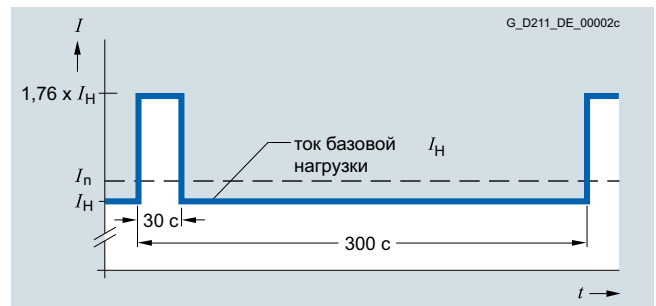 I
G_D211_DE_00002c
1,76 x I_H
ток базовой I_H
нагрузки
I_n
I_H
30 с
300 с
t